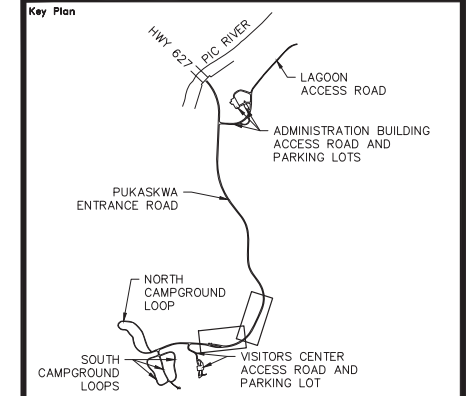 Key Plan
HWY 627
PIC RIVER
LAGOON
ACCESS ROAD
ADMINISTRATION BUILDING
ACCESS ROAD AND
PARKING LOTS
PUKASKWA
ENTRANCE ROAD
NORTH
CAMPGROUND
LOOP
SOUTH
CAMPGROUND
LOOPS
VISITORS CENTER
ACCESS ROAD AND
PARKING LOT